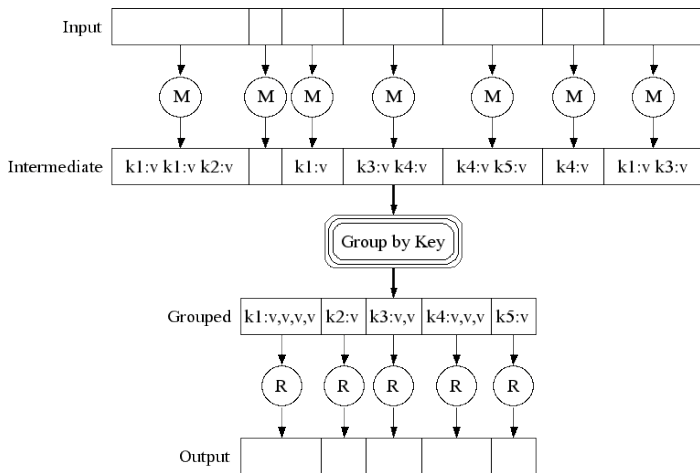 Input
M M M M M M M
Intermediate k1:v k1:v k2:v k1:v k3:v k4:v k4:v k5:v k4:v k1:v k3:v
Group by Key
Grouped k1:v,v,v,v k2:v k3:v,v k4:v,v,v k5:v
R R R R R
Output